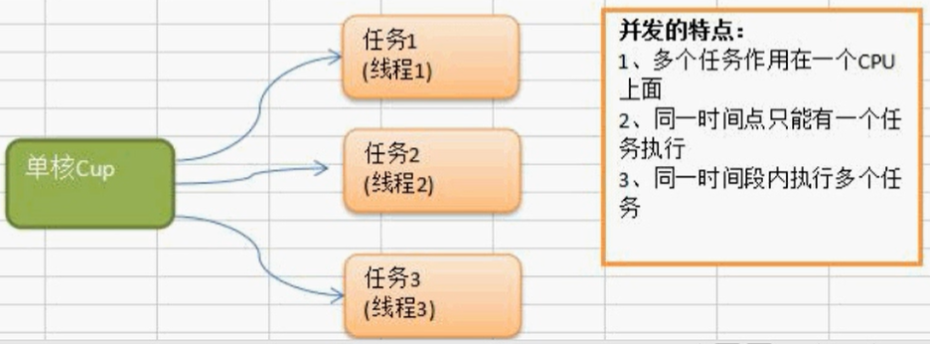 单核Cup
任务1
(线程1)
任务2
(线程2)
任务3
(线程3)
并发的特点：
1、多个任务作用在一个CPU
上面
2、同一时间点只能有一个任
务执行
3、同一时间段内执行多个任
务